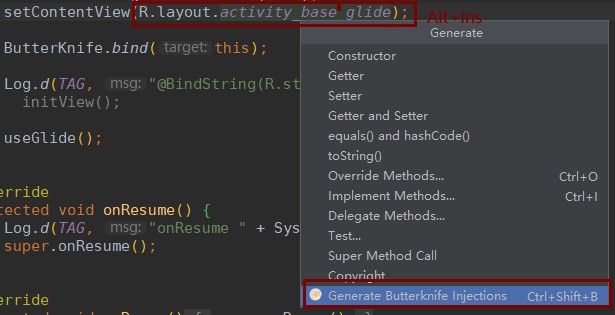 setContentView(R.layout.activity_base_glide);
Alt+Ins
ButterKnife.bind( target: this);
Log.d(TAG, msg: "@BindString(R.st
initView();
useGlide();
erride
tected void onResume() {
Log.d(TAG, msg: "onResume " + Sys
super.onResume();
erride
Generate
Constructor
Getter
Setter
Getter and Setter
equals() and hashCode()
toString()
Override Methods... Ctrl+O
Implement Methods... Ctrl+I
Delegate Methods...
Test...
Super Method Call
Copyright
Generate Butterknife Injections Ctrl+Shift+B